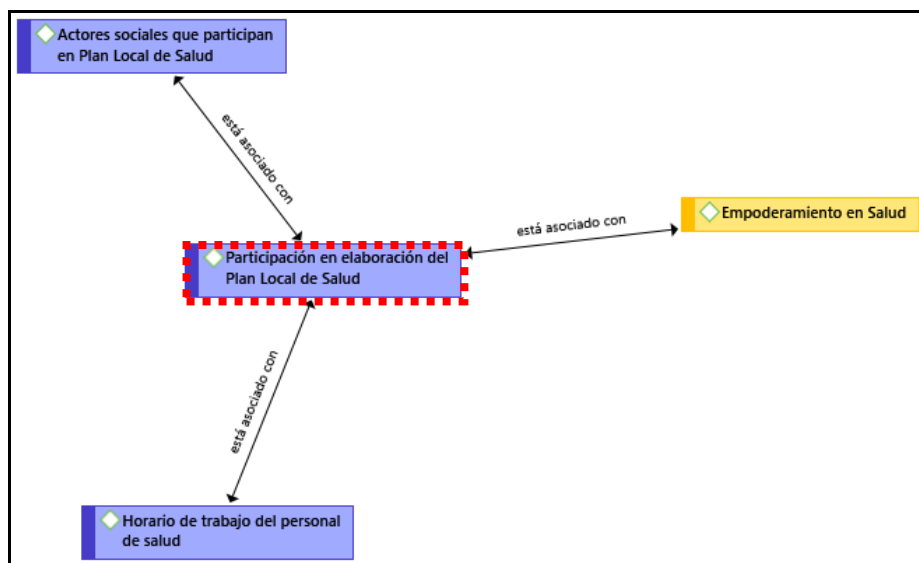 Actores sociales que participan
en Plan Local de Salud
está asociado con
Empoderamiento en Salud
está asociado con
Participación en elaboración del
Plan Local de Salud
está asociado con
Horario de trabajo del personal
de salud